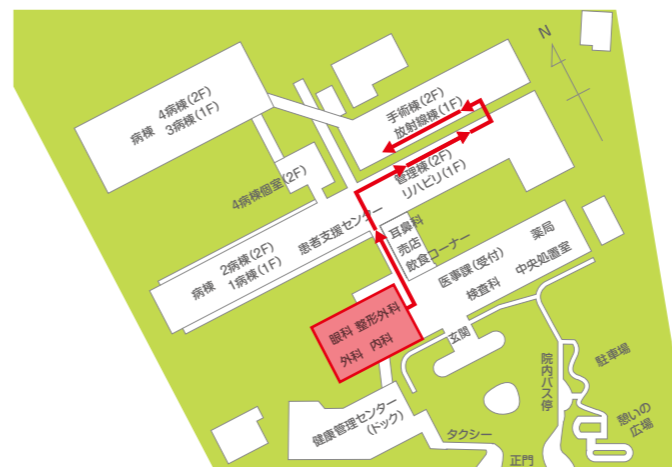 N
手術棟(2F)
放射線棟(1F)
病棟 4病棟(2F)
3病棟(1F)
4病棟個室(2F)
管理棟(2F)
リハビリ(1F)
患者支援センター
病棟 2病棟(2F)
1病棟(1F)
耳鼻科
売店
飲食コーナー
医事課(受付) 薬局
検査科 中央処置室
眼科 整形外科
外科 内科
玄関
院内バス停
駐車場
憩いの
広場
健康管理センター
(ドック)
タクシー
正門